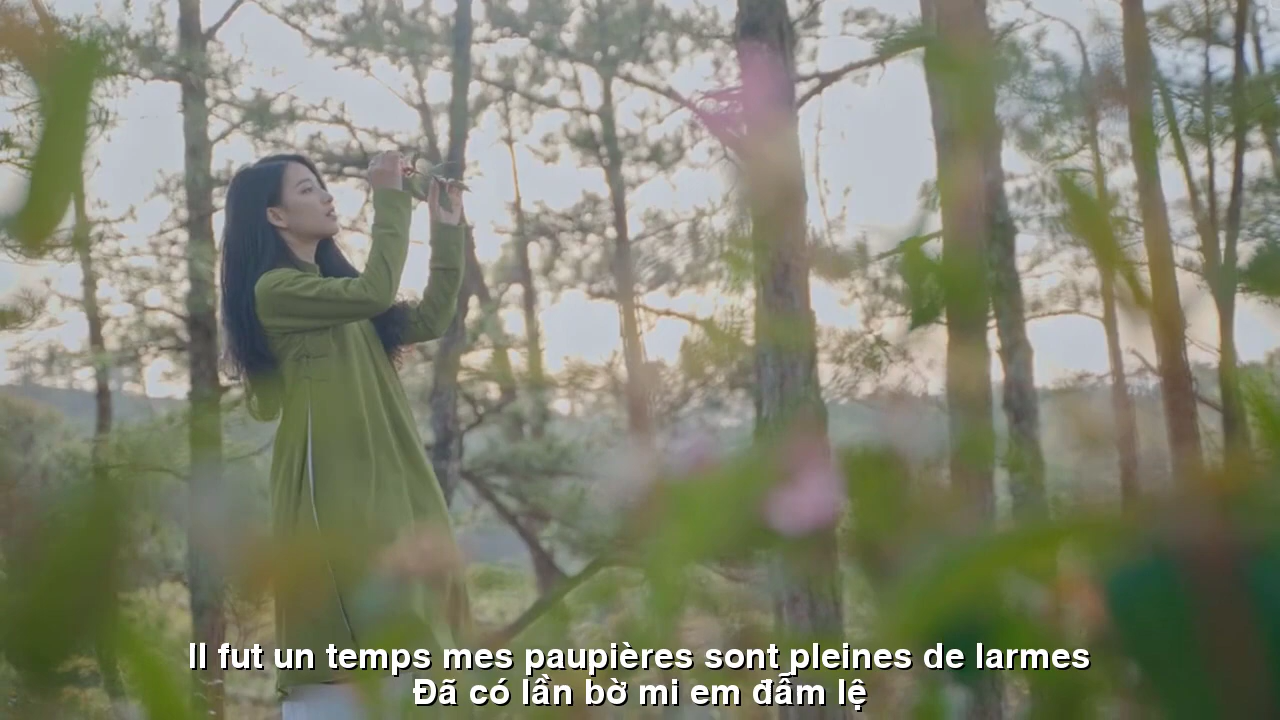 Il fut un temps mes paupières sont pleines de larmes
Đã có lần bờ mi em đẫm lệ